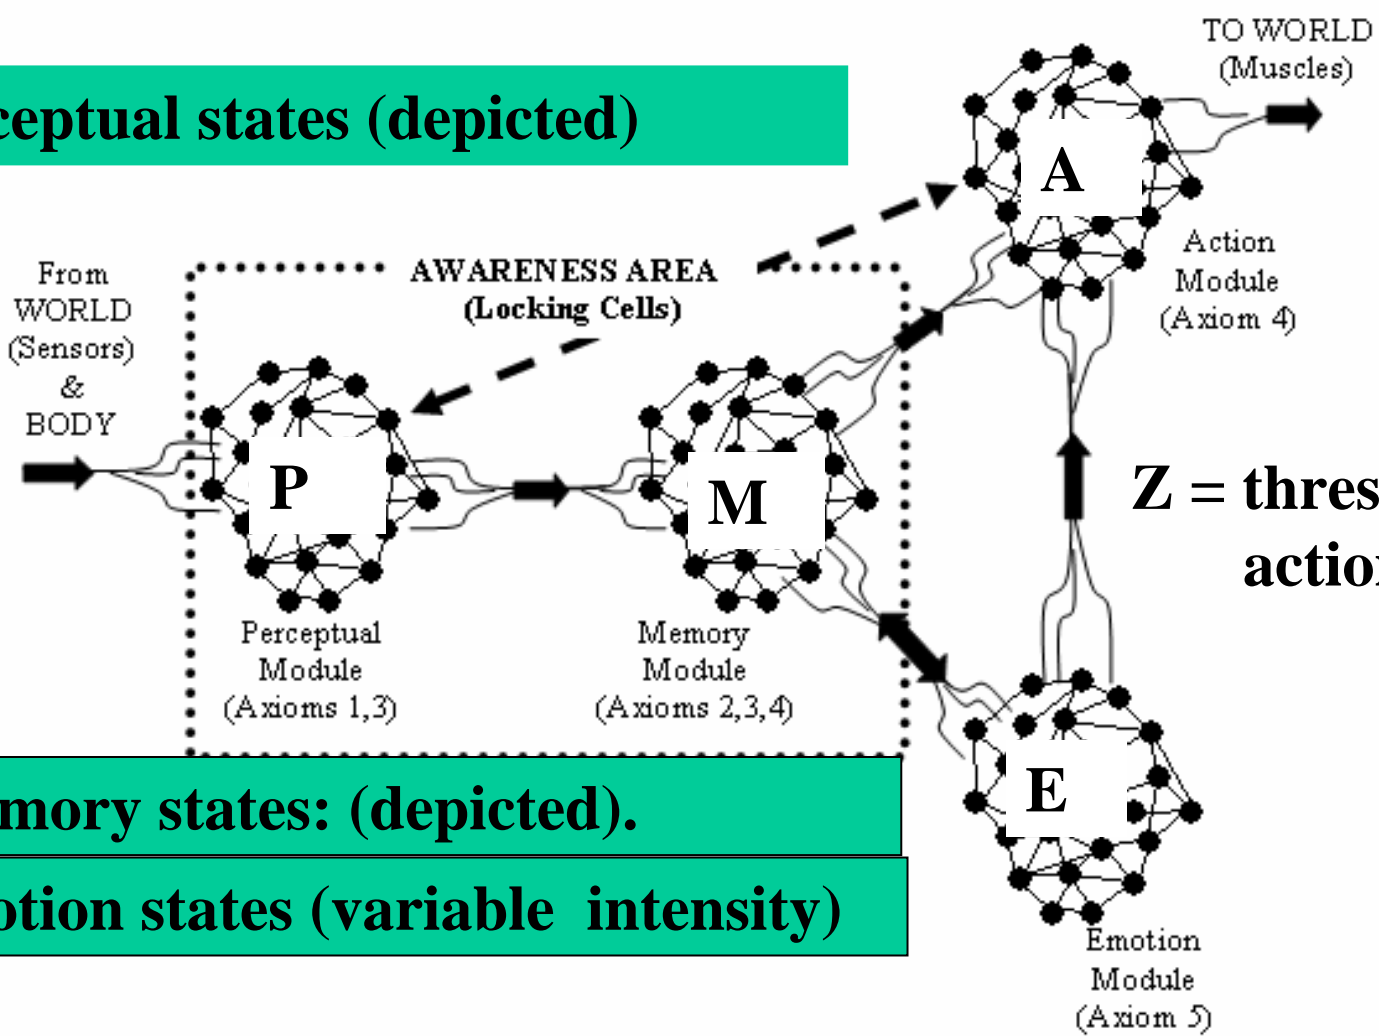 TO WORLD
(Muscles)
ceptual states (depicted)
A
Action
Module
(Axiom 4)
From
WORLD
(Sensors)
&
BODY
AWARENESS AREA
(Locking Cells)
P
M
Z = thres
action
Perceptual
Module
(Axioms 1,3)
Memory
Module
(Axioms 2,3,4)
mory states: (depicted).
E
otion states (variable intensity)
Emotion
Module
(Axiom 5)